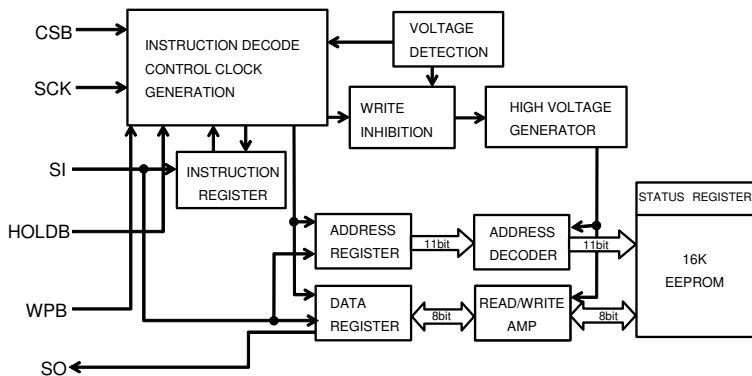 CSB
INSTRUCTION DECODE
CONTROL CLOCK
GENERATION
VOLTAGE
DETECTION
SCK
WRITE
INHIBITION
HIGH VOLTAGE
GENERATOR
SI
INSTRUCTION
REGISTER
STATUS REGISTER
HOLDB
ADDRESS
REGISTER
11bit
ADDRESS
DECODER
11bit
16K
EEPROM
WPB
DATA
REGISTER
8bit
READ/WRITE
AMP
8bit
SO